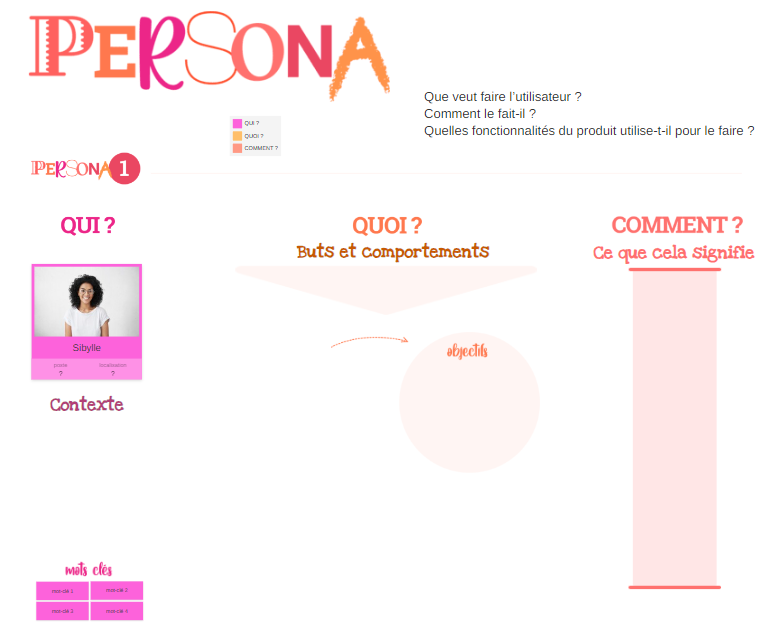 PERSONA
Que veut faire l'utilisateur ?
Comment le fait-il ?
Quelles fonctionnalités du produit utilise-t-il pour le faire ?
QUI ?
QUOI ?
COMMENT ?
PERSONA 1
QUI ?
QUOI ?
COMMENT ?
Buts et comportements
Ce que cela signifie
Sibylle
poste
localisation
?
?
objectifs
Contexte
mots clés
mot-clé 1
mot-clé 2
mot-clé 3
mot-clé 4